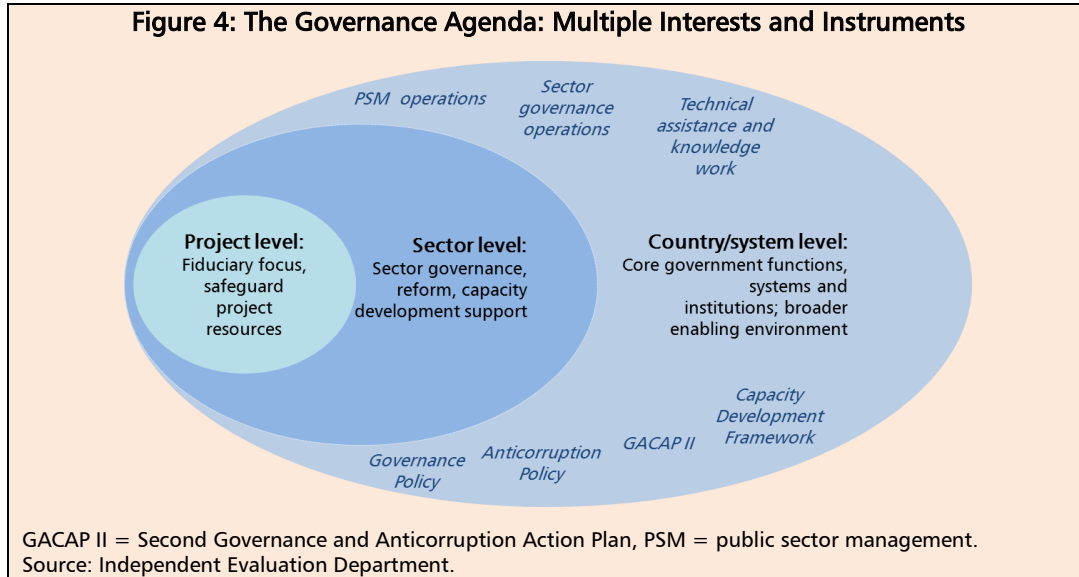 Figure 4: The Governance Agenda: Multiple Interests and Instruments
PSM operations
Sector
governance
operations
Technical
assistance and
knowledge
work
Project level:
Fiduciary focus,
safeguard
project
resources
Sector level:
Sector governance,
reform, capacity
development support
Country/system level:
Core government functions,
systems and
institutions; broader
enabling environment
Governance
Policy
Anticorruption
Policy
GACAP II
Capacity
Development
Framework
GACAP II = Second Governance and Anticorruption Action Plan, PSM = public sector management.
Source: Independent Evaluation Department.